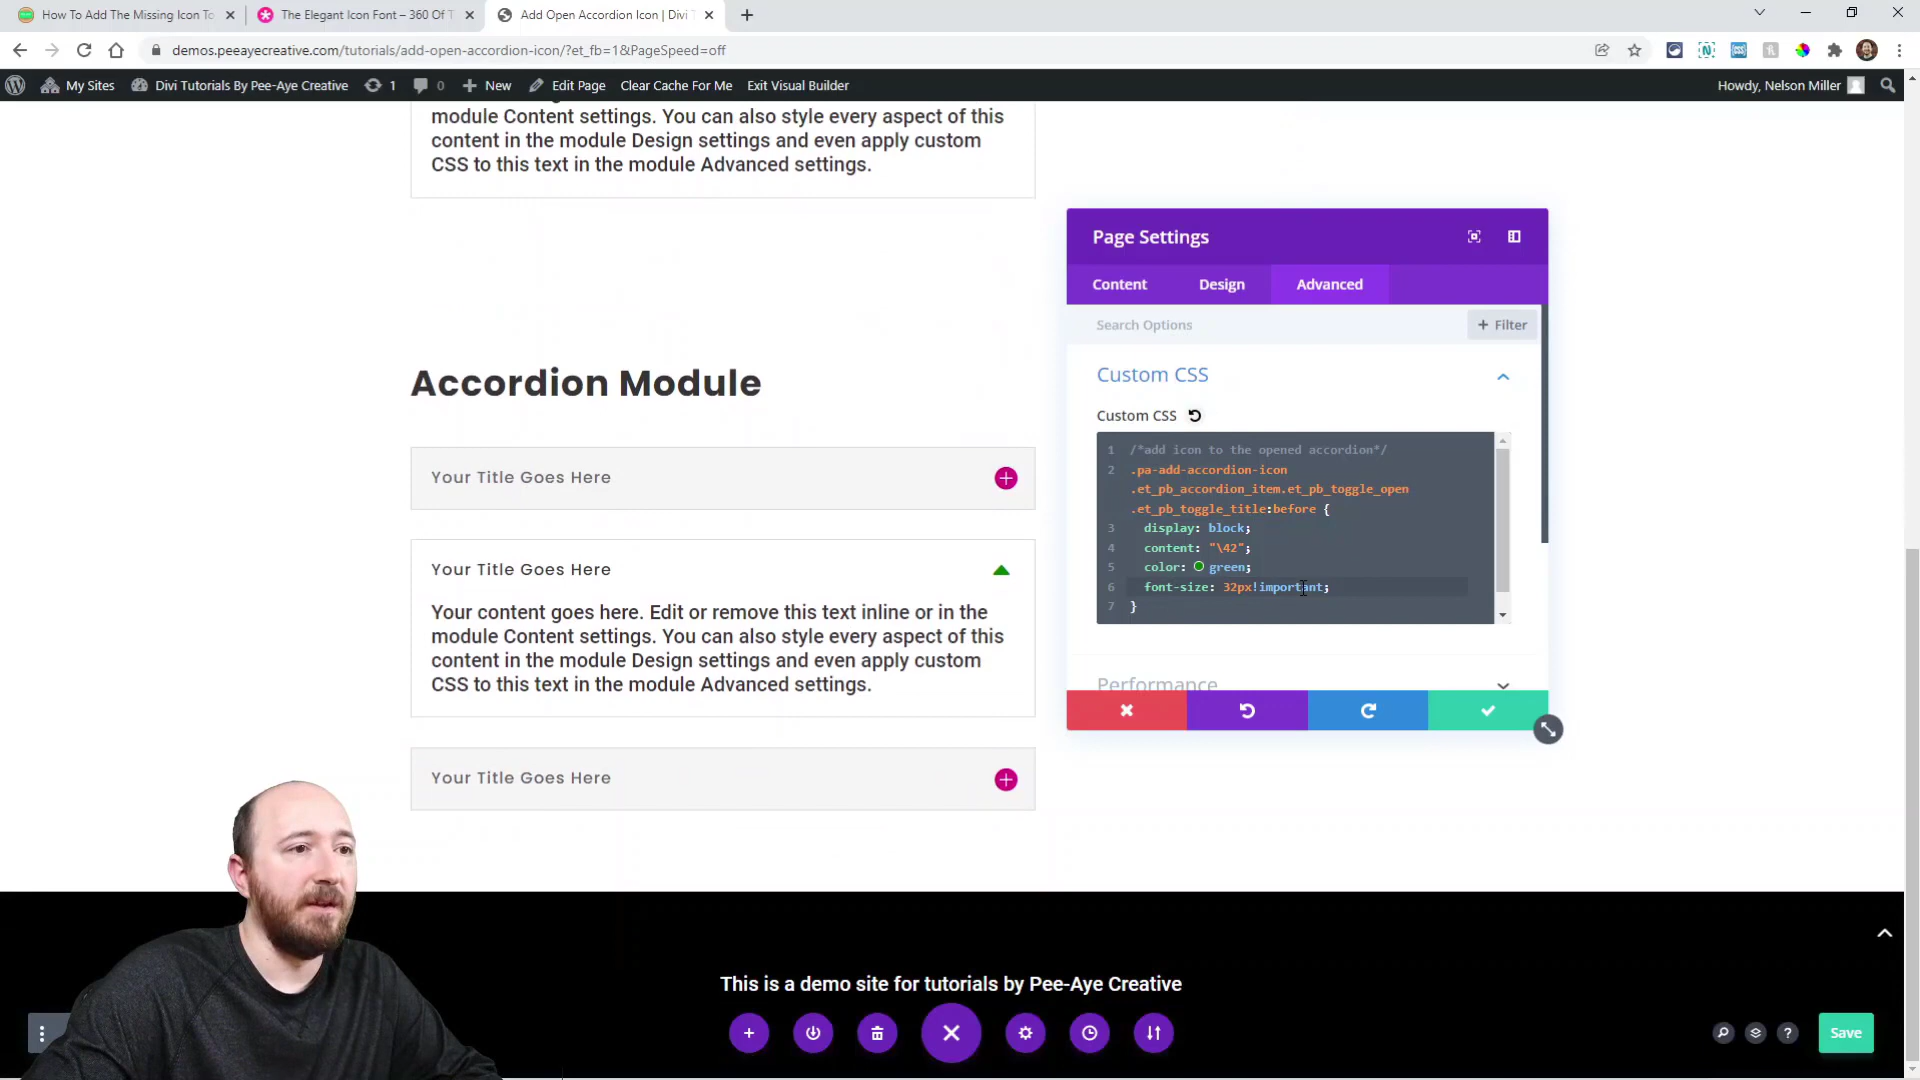 How To Add The Missing Icon To
The Elegant Icon Font – 360 Of T
Add Open Accordion Icon | Divi T
demos.peeayecreative.com/tutorials/add-open-accordion-icon/?et_fb=1&PageSpeed=off
My Sites
Divi Tutorials By Pee-Aye Creative
1
0
New
Edit Page
Clear Cache For Me
Exit Visual Builder
Howdy, Nelson Miller
module Content settings. You can also style every aspect of this
content in the module Design settings and even apply custom
CSS to this text in the module Advanced settings.
Accordion Module
Your Title Goes Here
Your Title Goes Here
Your content goes here. Edit or remove this text inline or in the
module Content settings. You can also style every aspect of this
content in the module Design settings and even apply custom
CSS to this text in the module Advanced settings.
Your Title Goes Here
Page Settings
Content
Design
Advanced
Search Options
+ Filter
Custom CSS
Custom CSS
1 /*add icon to the opened accordion*/
2 .pa-add-accordion-icon
.et_pb_accordion_item.et_pb_toggle_open
.et_pb_toggle_title:before {
3 display: block;
4 content: "\42";
5 color: green;
6 font-size: 32px!important;
7 }
Performance
This is a demo site for tutorials by Pee-Aye Creative
?
Save